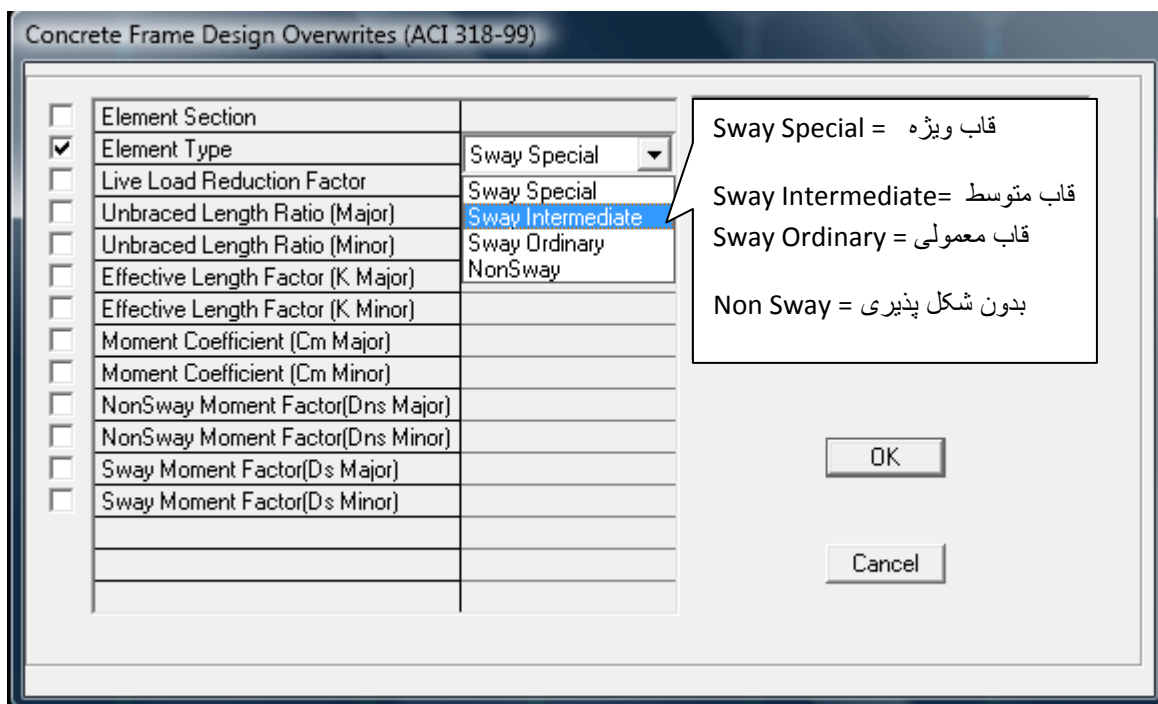 Concrete Frame Design Overwrites (ACI 318-99)
Element Section
Element Type
Sway Special
Live Load Reduction Factor
Sway Special
Unbraced Length Ratio (Major)
Sway Intermediate
Unbraced Length Ratio (Minor)
Sway Ordinary
Effective Length Factor (K Major)
NonSway
Effective Length Factor (K Minor)
Moment Coefficient (Cm Major)
Moment Coefficient (Cm Minor)
NonSway Moment Factor(Dns Major)
NonSway Moment Factor(Dns Minor)
Sway Moment Factor(Ds Major)
Sway Moment Factor(Ds Minor)
Sway Special = قاب ویژه
Sway Intermediate= قاب متوسط
Sway Ordinary = قاب معمولی
Non Sway = بدون شکل پذیری
OK
Cancel